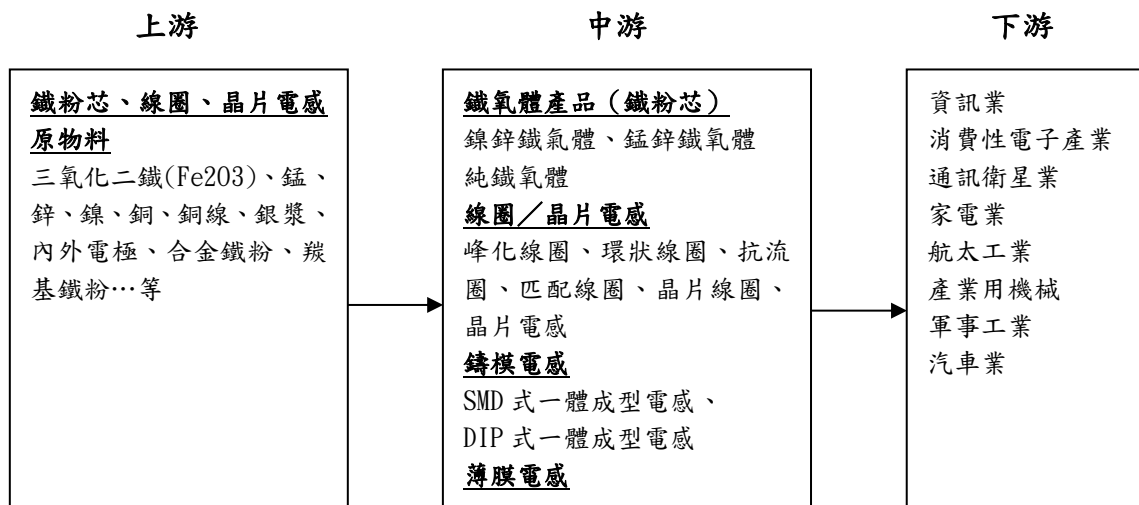 上游
中游
下游
鐵粉芯、線圈、晶片電感
原物料
三氧化二鐵(Fe2O3)、錳、
鋅、鎳、銅、銅線、銀漿、
內外電極、合金鐵粉、羰
基鐵粉…等
鐵氧體產品（鐵粉芯）
鎳鋅鐵氣體、錳鋅鐵氧體
純鐵氧體
線圈／晶片電感
峰化線圈、環狀線圈、抗流
圈、匹配線圈、晶片線圈、
晶片電感
鑄模電感
SMD 式一體成型電感、
DIP 式一體成型電感
薄膜電感
資訊業
消費性電子產業
通訊衛星業
家電業
航太工業
產業用機械
軍事工業
汽車業